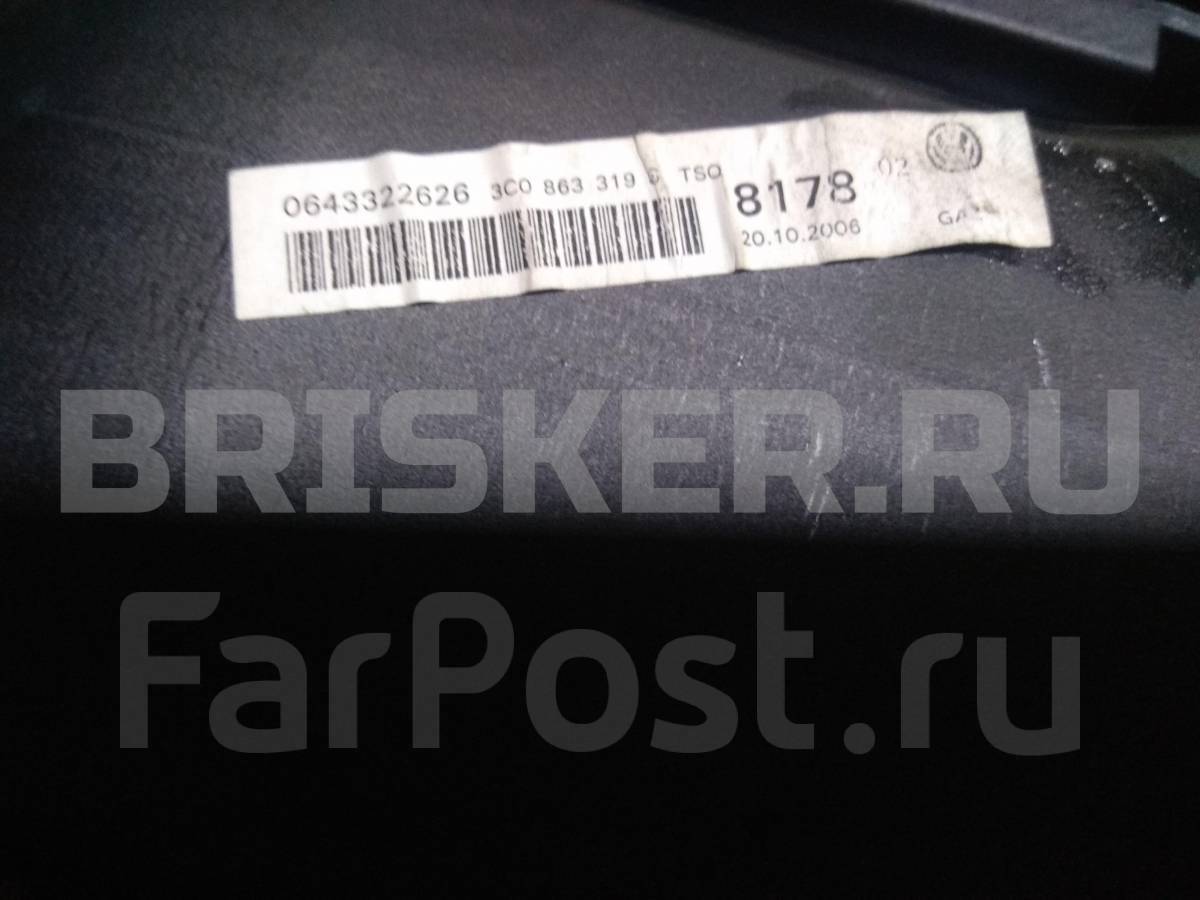 0643322626 3C0 863 319 TSO
8178 02
20.10.2006
BRISKER.RU
FarPost.ru